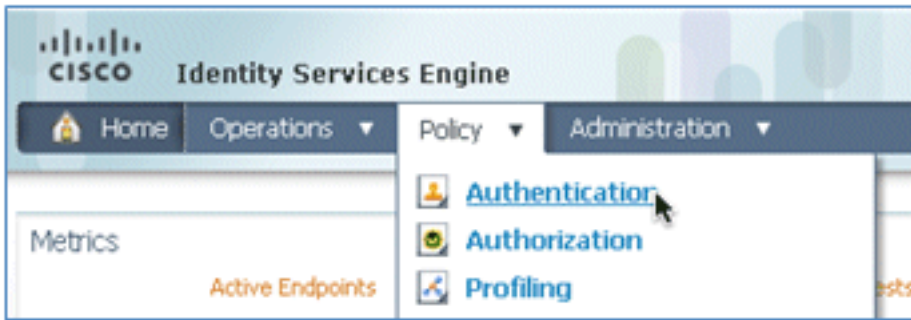 CISCO Identity Services Engine
Home Operations Policy Administration
Authentication
Authorization
Metrics
Active Endpoints Profiling